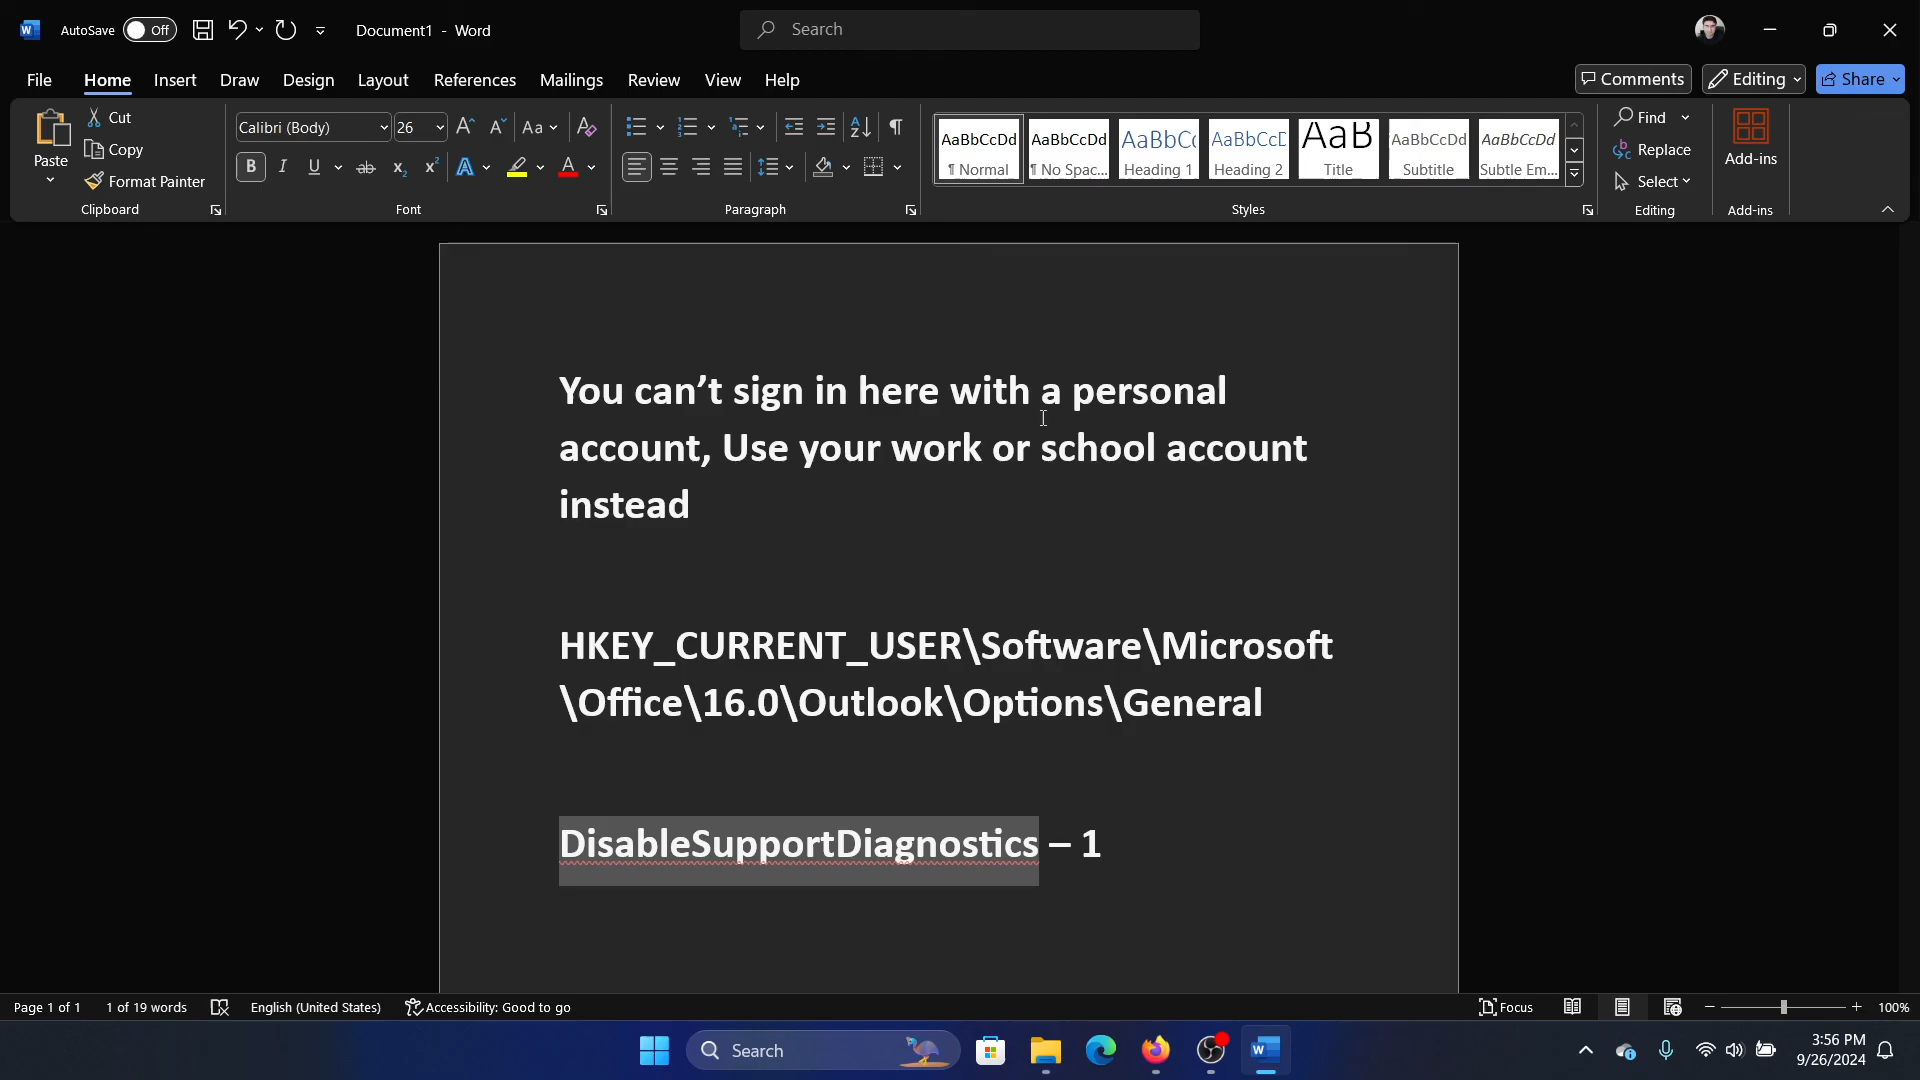 AutoSave Off Document1 - Word Search
File Home Insert Draw Design Layout References Mailings Review View Help Comments Editing Share
Paste Cut Copy Format Painter
Clipboard
Calibri (Body) 26 Aa
B I U ab x₂ x² A A
Font
Paragraph
AaBbCcDd AaBbCcDd AaBbCc AaBbCcD AaB AaBbCcDd AaBbCcDd
¶ Normal ¶ No Spac... Heading 1 Heading 2 Title Subtitle Subtle Em...
Styles
Find
Replace
Select
Editing
Add-ins
Add-ins
You can’t sign in here with a personal
account, Use your work or school account
instead
HKEY_CURRENT_USER\Software\Microsoft
\Office\16.0\Outlook\Options\General
DisableSupportDiagnostics – 1
Page 1 of 1 1 of 19 words English (United States) Accessibility: Good to go Focus 100%
Search
3:56 PM
9/26/2024